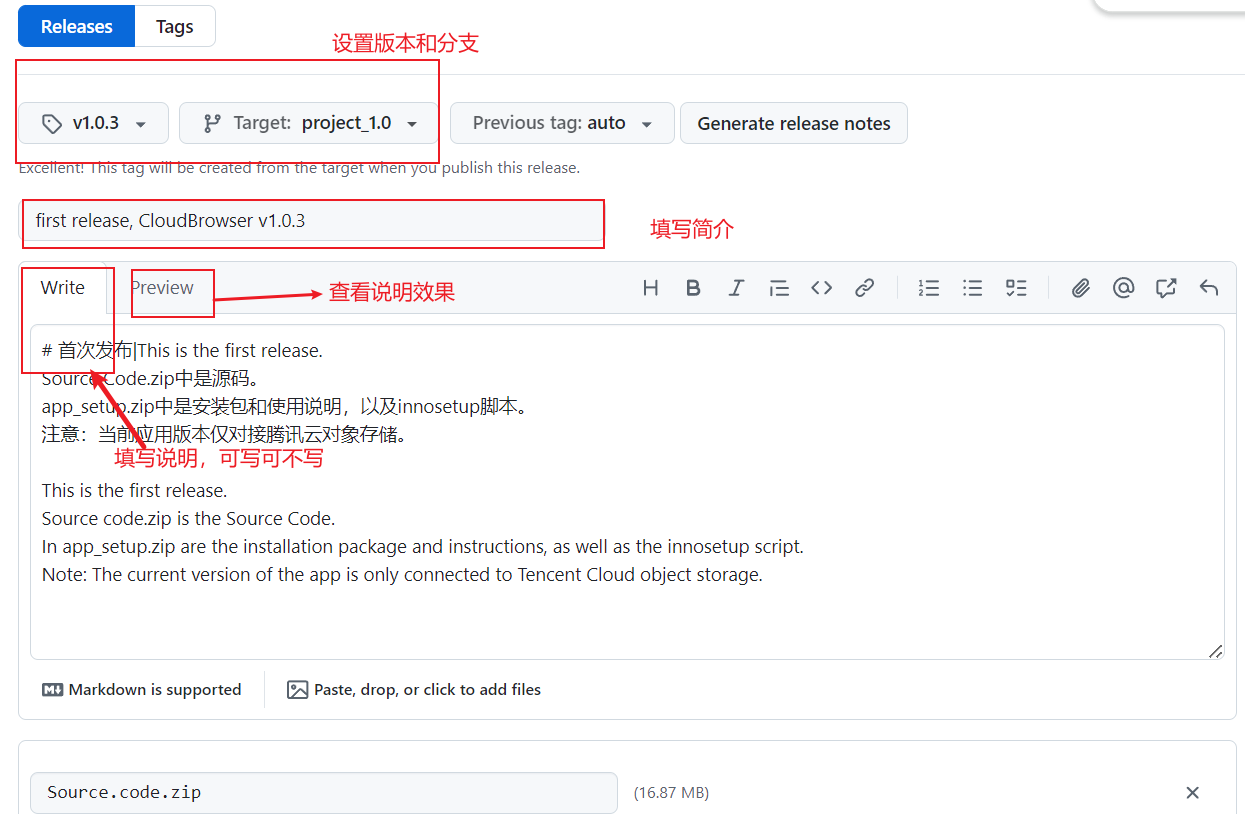 Releases Tags
设置版本和分支
v1.0.3 Target: project_1.0 Previous tag: auto Generate release notes
Excellent! This tag will be created from the target when you publish this release.
first release, CloudBrowser v1.0.3
填写简介
Write Preview
查看说明效果
# 首次发布|This is the first release.
Source Code.zip中是源码。
app_setup.zip中是安装包和使用说明，以及innosetup脚本。
注意：当前应用版本仅对接腾讯云对象存储。
填写说明，可写可不写
This is the first release.
Source code.zip is the Source Code.
In app_setup.zip are the installation package and instructions, as well as the innosetup script.
Note: The current version of the app is only connected to Tencent Cloud object storage.
Markdown is supported Paste, drop, or click to add files
Source.code.zip (16.87 MB)